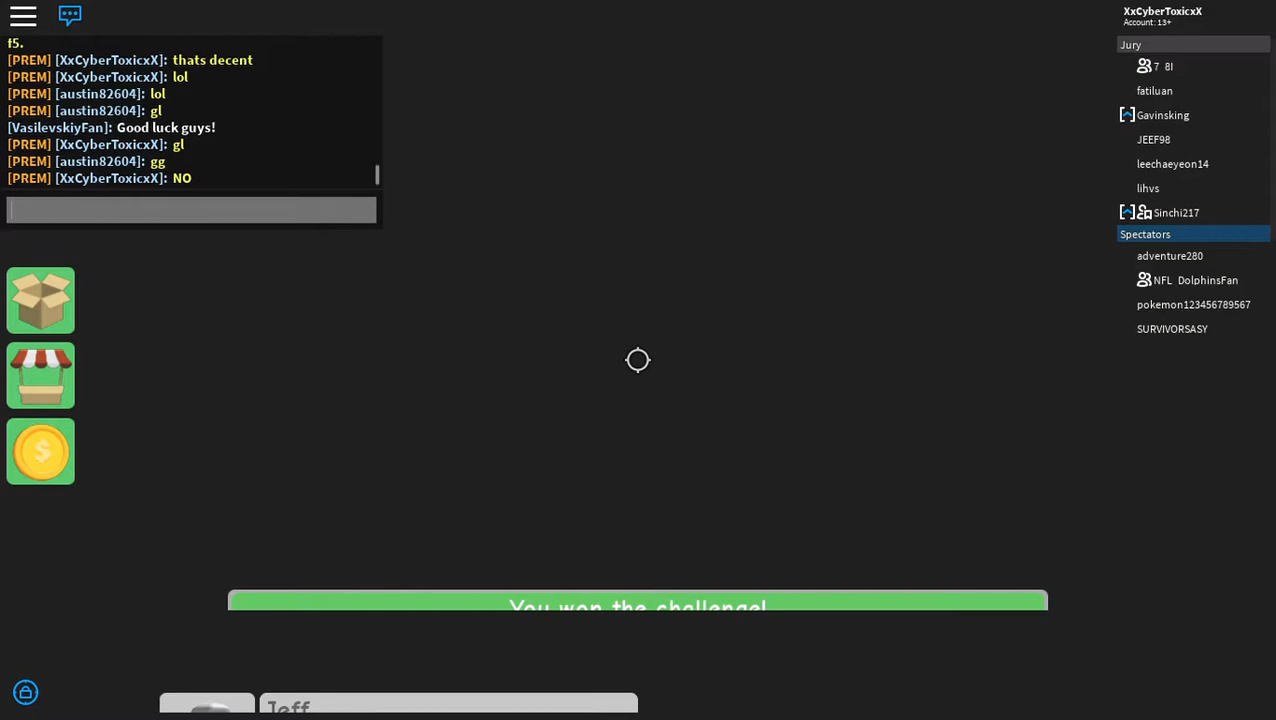 XxCyberToxicxX
Account: 13+
f5.
[PREM] [XxCyberToxicxX]: thats decent
[PREM] [XxCyberToxicxX]: lol
[PREM] [austin82604]: lol
[PREM] [austin82604]: gl
[VasilevskiyFan]: Good luck guys!
[PREM] [XxCyberToxicxX]: gl
[PREM] [austin82604]: gg
[PREM] [XxCyberToxicxX]: NO
Jury
7 8I
fatiluan
Gavinsking
JEEF98
leechaeyeon14
lihvs
Sinchi217
Spectators
adventure280
NFL DolphinsFan
pokemon123456789567
SURVIVORSASY
You won the challenge!
Jeff